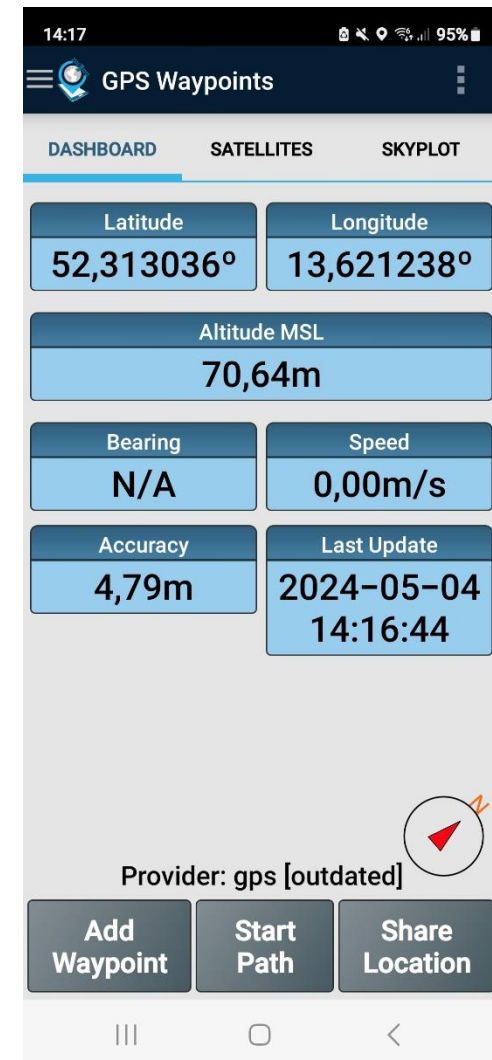 14:17 95%
GPS Waypoints
DASHBOARD SATELLITES SKYPLOT
Latitude Longitude
52,313036º 13,621238º
Altitude MSL
70,64m
Bearing Speed
N/A 0,00m/s
Accuracy Last Update
4,79m 2024-05-04
14:16:44
N
Provider: gps [outdated]
Add Start Share
Waypoint Path Location